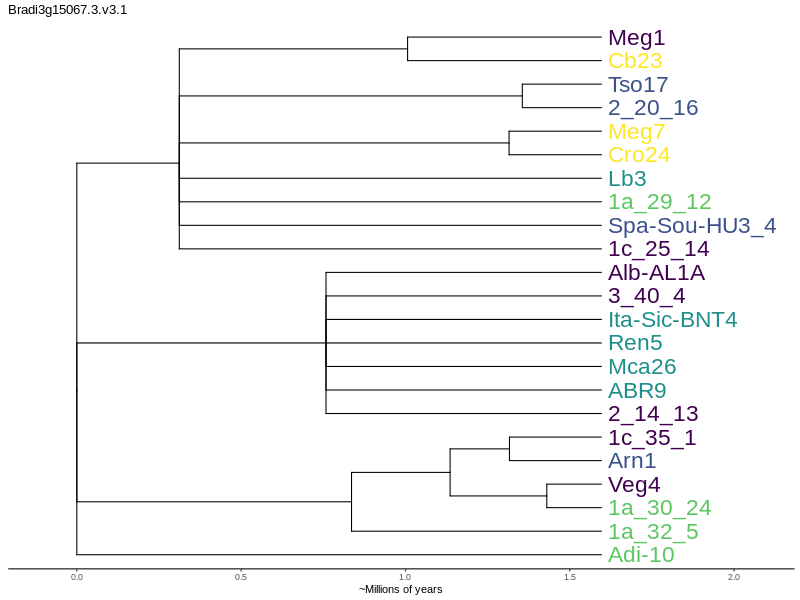 Bradi3g15067.3.v3.1
Meg1
Cb23
Tso17
2_20_16
Meg7
Cro24
Lb3
1a_29_12
Spa-Sou-HU3_4
1c_25_14
Alb-AL1A
3_40_4
Ita-Sic-BNT4
Ren5
Mca26
ABR9
2_14_13
1c_35_1
Arn1
Veg4
1a_30_24
1a_32_5
Adi-10
0.0 0.5 1.0 1.5 2.0
~Millions of years